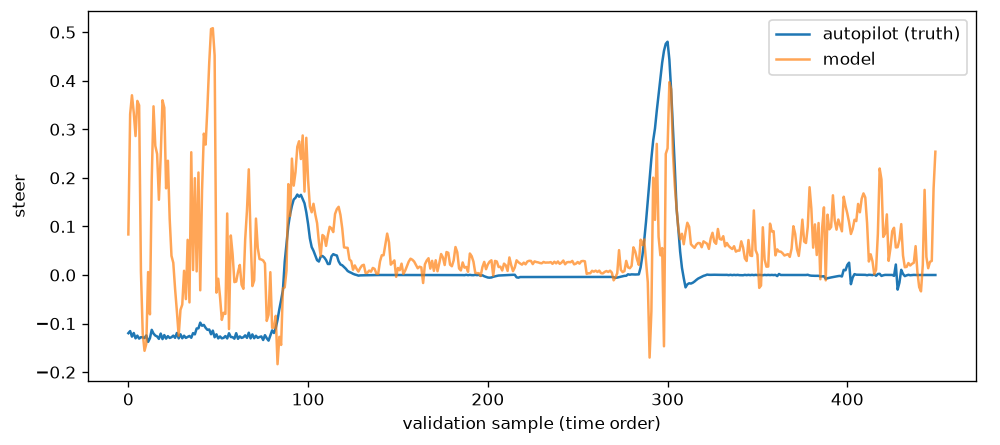 autopilot (truth)
model
steer
0.5
0.4
0.3
0.2
0.1
0.0
−0.1
−0.2
0 100 200 300 400
validation sample (time order)